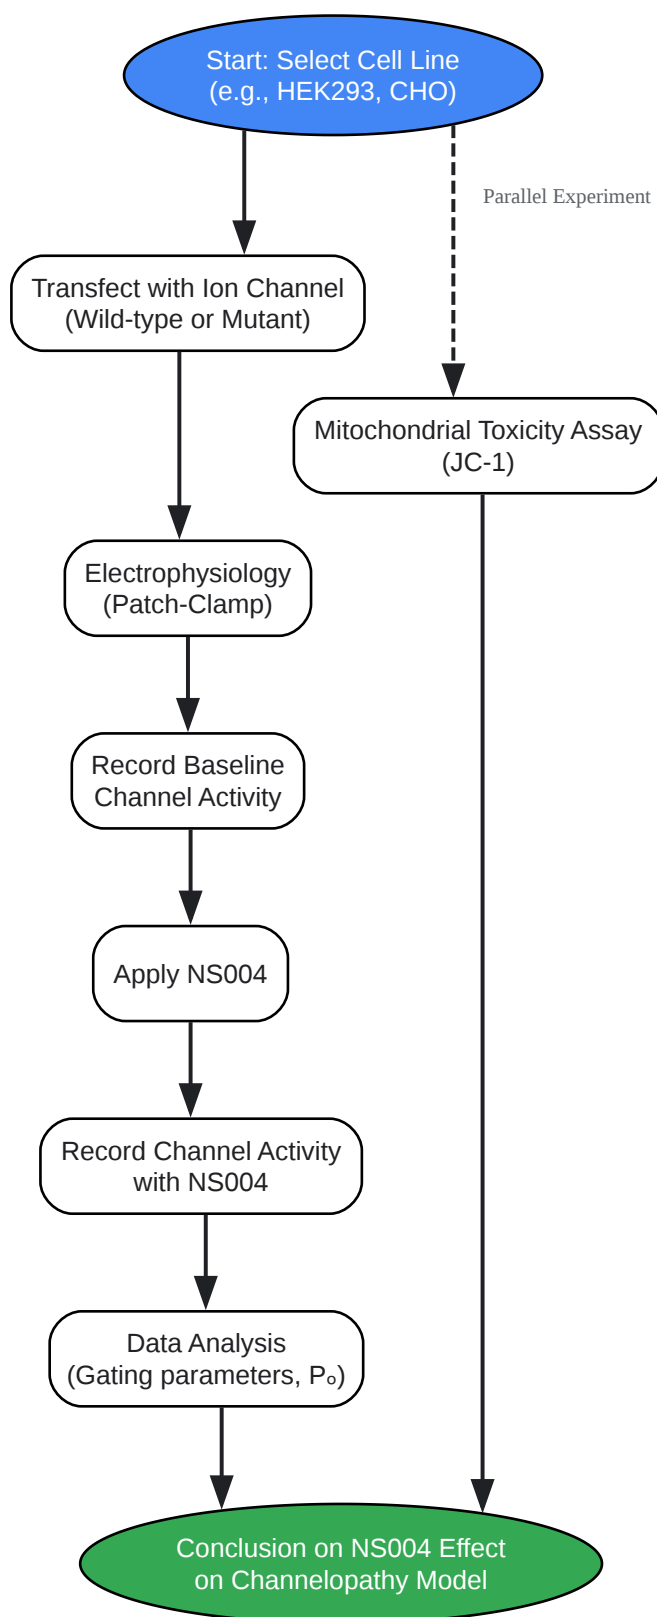 Start: Select Cell Line
(e.g., HEK293, CHO)
Parallel Experiment
Transfect with Ion Channel
(Wild-type or Mutant)
Mitochondrial Toxicity Assay
(JC-1)
Electrophysiology
(Patch-Clamp)
Record Baseline
Channel Activity
Apply NS004
Record Channel Activity
with NS004
Data Analysis
(Gating parameters, Pₒ)
Conclusion on NS004 Effect
on Channelopathy Model